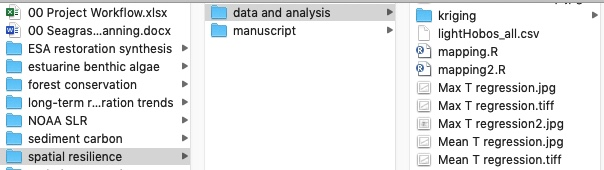 00 Project Workflow.xlsx
00 Seagras...anning.docx
ESA restoration synthesis
estuarine benthic algae
forest conservation
long-term r...ration trends
NOAA SLR
sediment carbon
spatial resilience
data and analysis
manuscript
kriging
lightHobos_all.csv
mapping.R
mapping2.R
Max T regression.jpg
Max T regression.tiff
Max T regression2.jpg
Mean T regression.jpg
Mean T regression.tiff